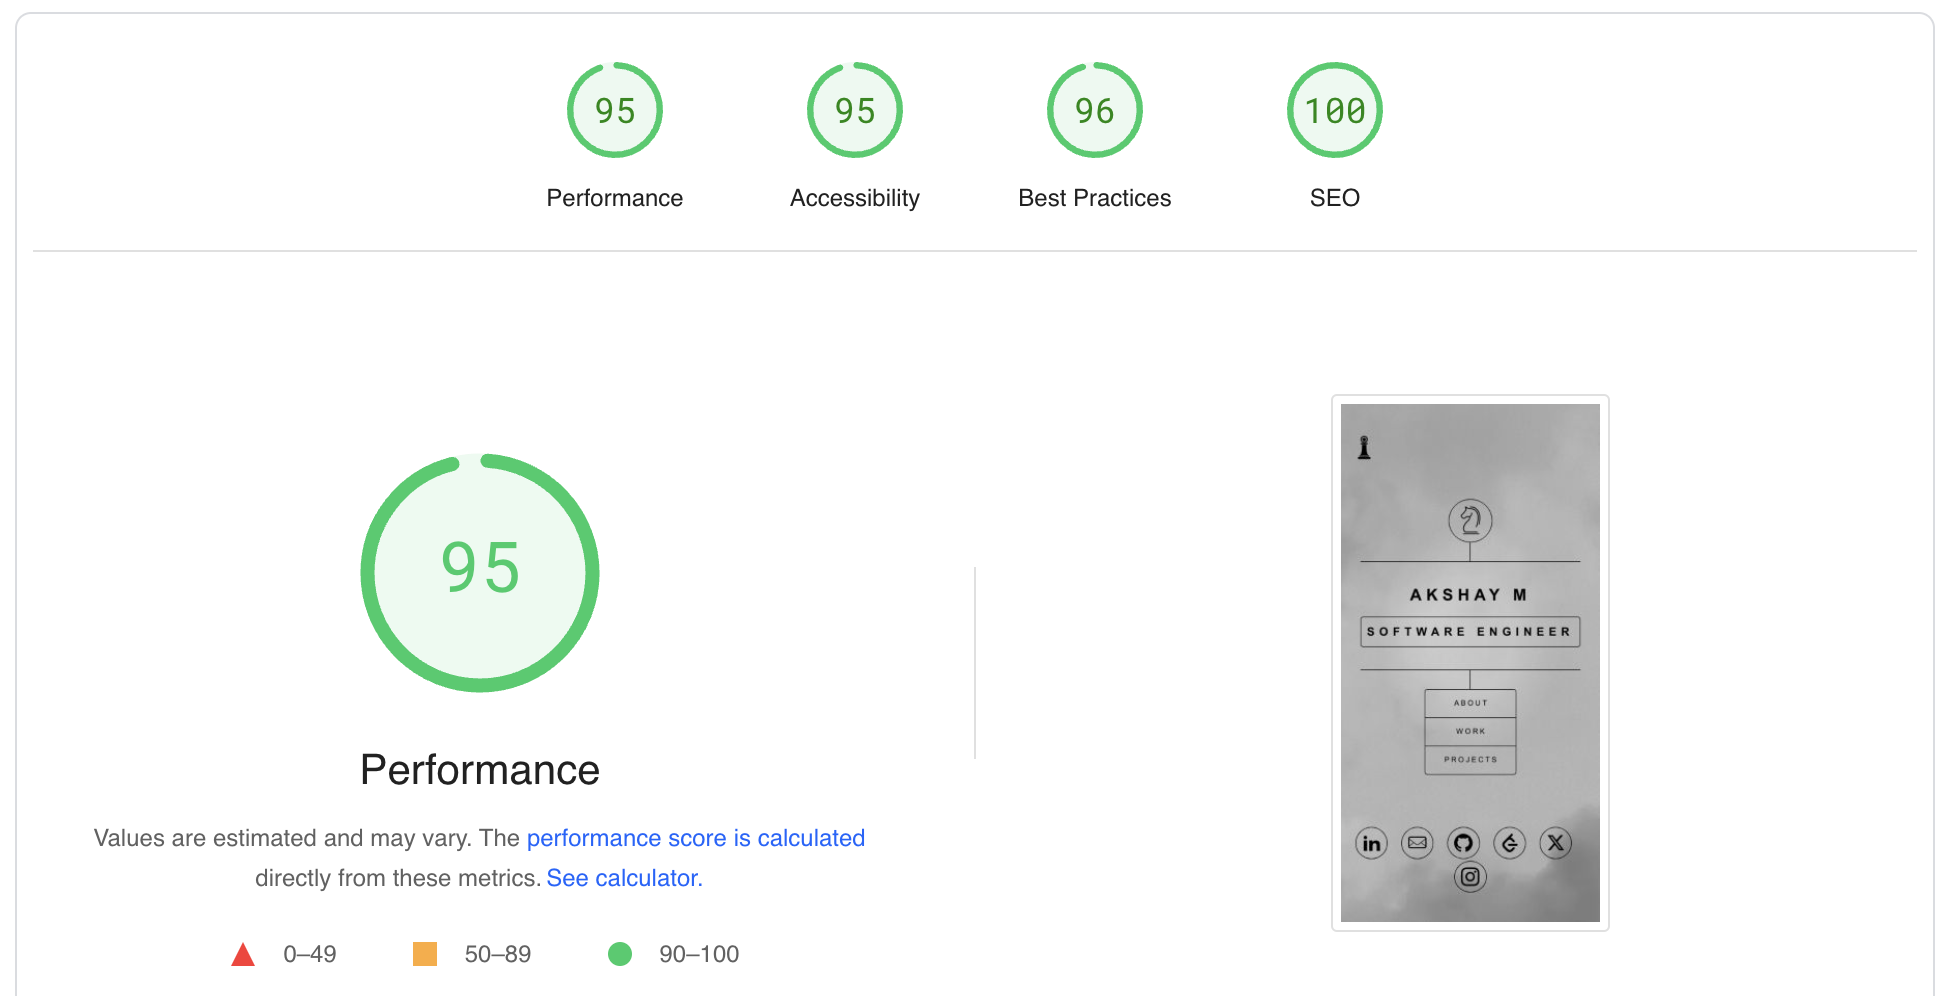 95
95
96
100
Performance
Accessibility
Best Practices
SEO
95
Performance
Values are estimated and may vary. The performance score is calculated
directly from these metrics. See calculator.
0–49
50–89
90–100
AKSHAY M
SOFTWARE ENGINEER
ABOUT
WORK
PROJECTS
in
X